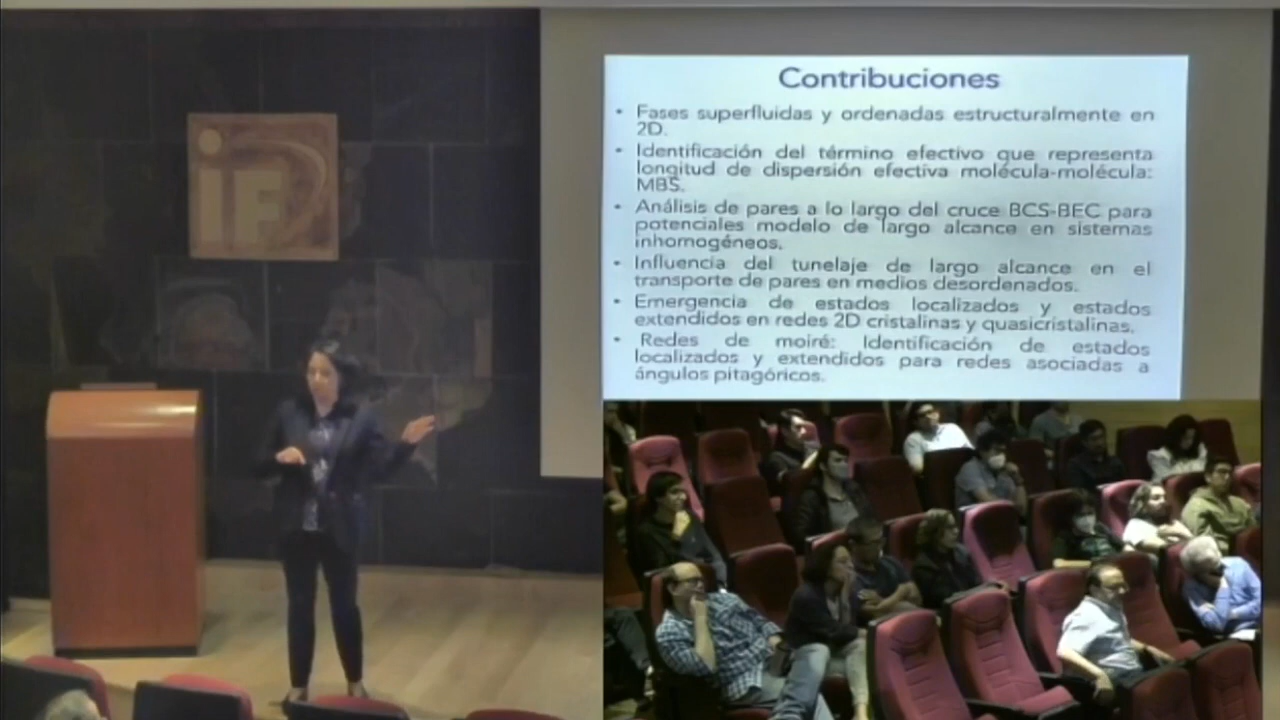 iF
Contribuciones
• Fases superfluidas y ordenadas estructuralmente en
2D.
• Identificación del término efectivo que representa
longitud de dispersión efectiva molécula-molécula:
MBS.
• Análisis de pares a lo largo del cruce BCS-BEC para
potenciales modelo de largo alcance en sistemas
inhomogéneos.
• Influencia del tunelaje de largo alcance en el
transporte de pares en medios desordenados.
• Emergencia de estados localizados y estados
extendidos en redes 2D cristalinas y quasicristalinas.
• Redes de moiré: Identificación de estados
localizados y extendidos para redes asociadas a
ángulos pitagóricos.